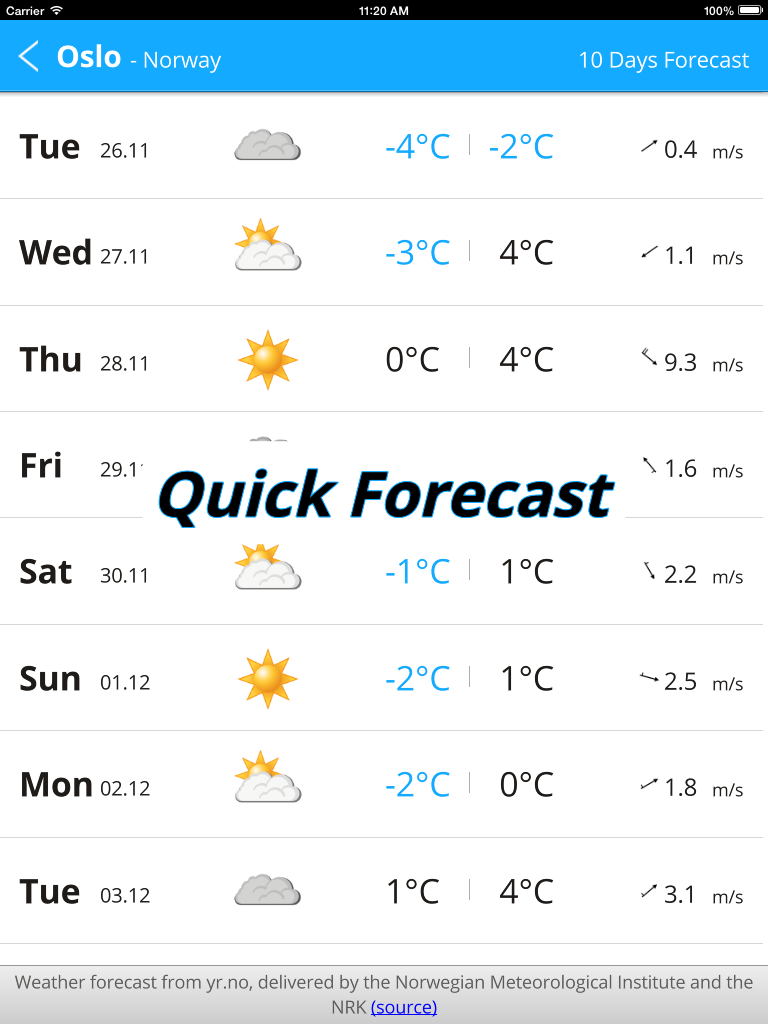 Carrier 11:20 AM 100%
Oslo - Norway 10 Days Forecast
Tue 26.11 -4°C -2°C 0.4 m/s
Wed 27.11 -3°C 4°C 1.1 m/s
Thu 28.11 0°C 4°C 9.3 m/s
Fri 1.6 m/s
Quick Forecast
Sat 30.11 -1°C 1°C 2.2 m/s
Sun 01.12 -2°C 1°C 2.5 m/s
Mon 02.12 -2°C 0°C 1.8 m/s
Tue 03.12 1°C 4°C 3.1 m/s
Weather forecast from yr.no, delivered by the Norwegian Meteorological Institute and the
NRK (source)